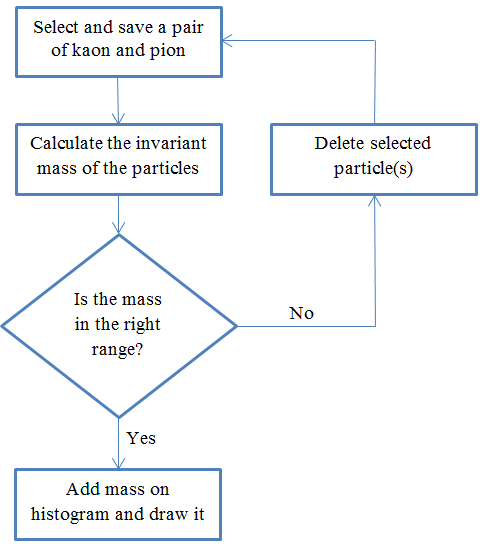 Select and save a pair
of kaon and pion
Calculate the invariant
mass of the particles
Delete selected
particle(s)
Is the mass
in the right
range?
No
Yes
Add mass on
histogram and draw it